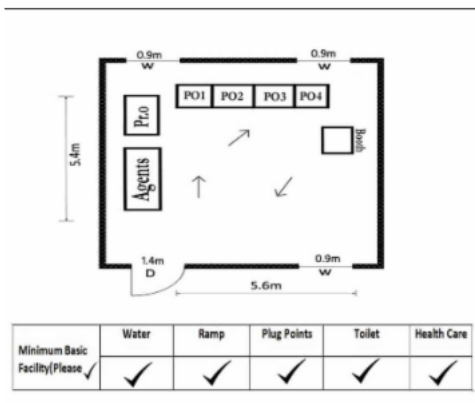 0.9m
W
0.9m
W
PO1 PO2 PO3 PO4
Pr.o
Booth
Agents
5.4m
1.4m
D
0.9m
W
5.6m
Minimum Basic Facility(Please ✓
Water Ramp Plug Points Toilet Health Care
✓ ✓ ✓ ✓ ✓